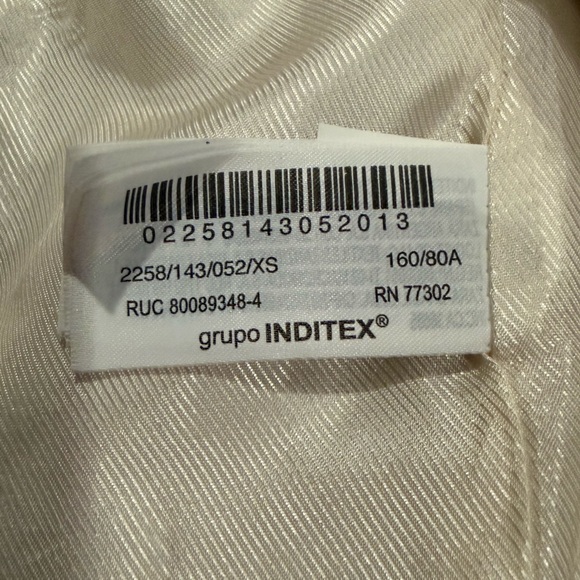 02258143052013
2258/143/052/XS 160/80A
RUC 80089348-4 RN 77302
grupo INDITEX®